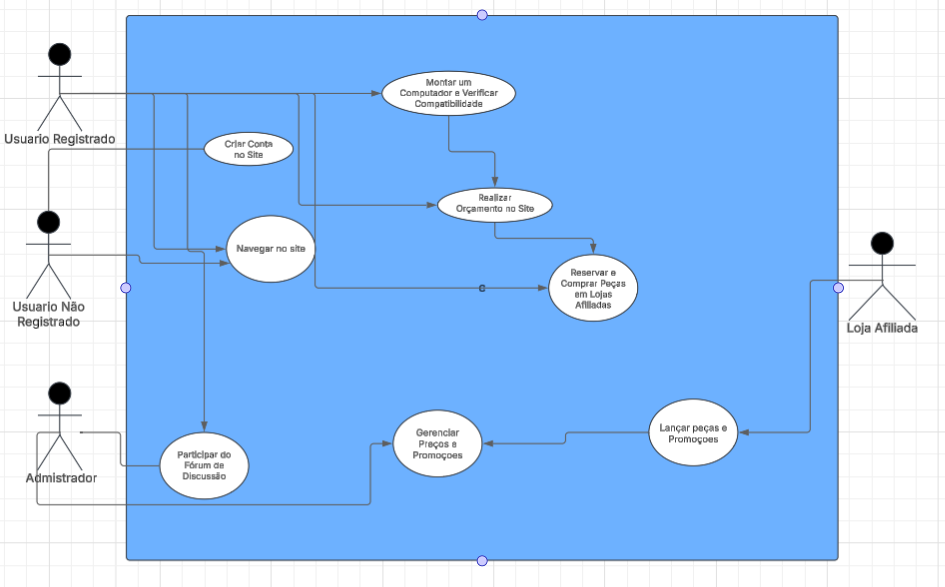 Usuario Registrado
Montar um
Computador e Verificar
Compatibilidade
Criar Conta
no Site
Realizar
Orçamento no Site
Navegar no site
Reservar e
Comprar Peças
em Lojas
Afiliadas
Usuario Não
Registrado
Loja Afiliada
Admistrador
Participar do
Fórum de
Discussão
Gerenciar
Preços e
Promoçoes
Lançar peças e
Promoçoes